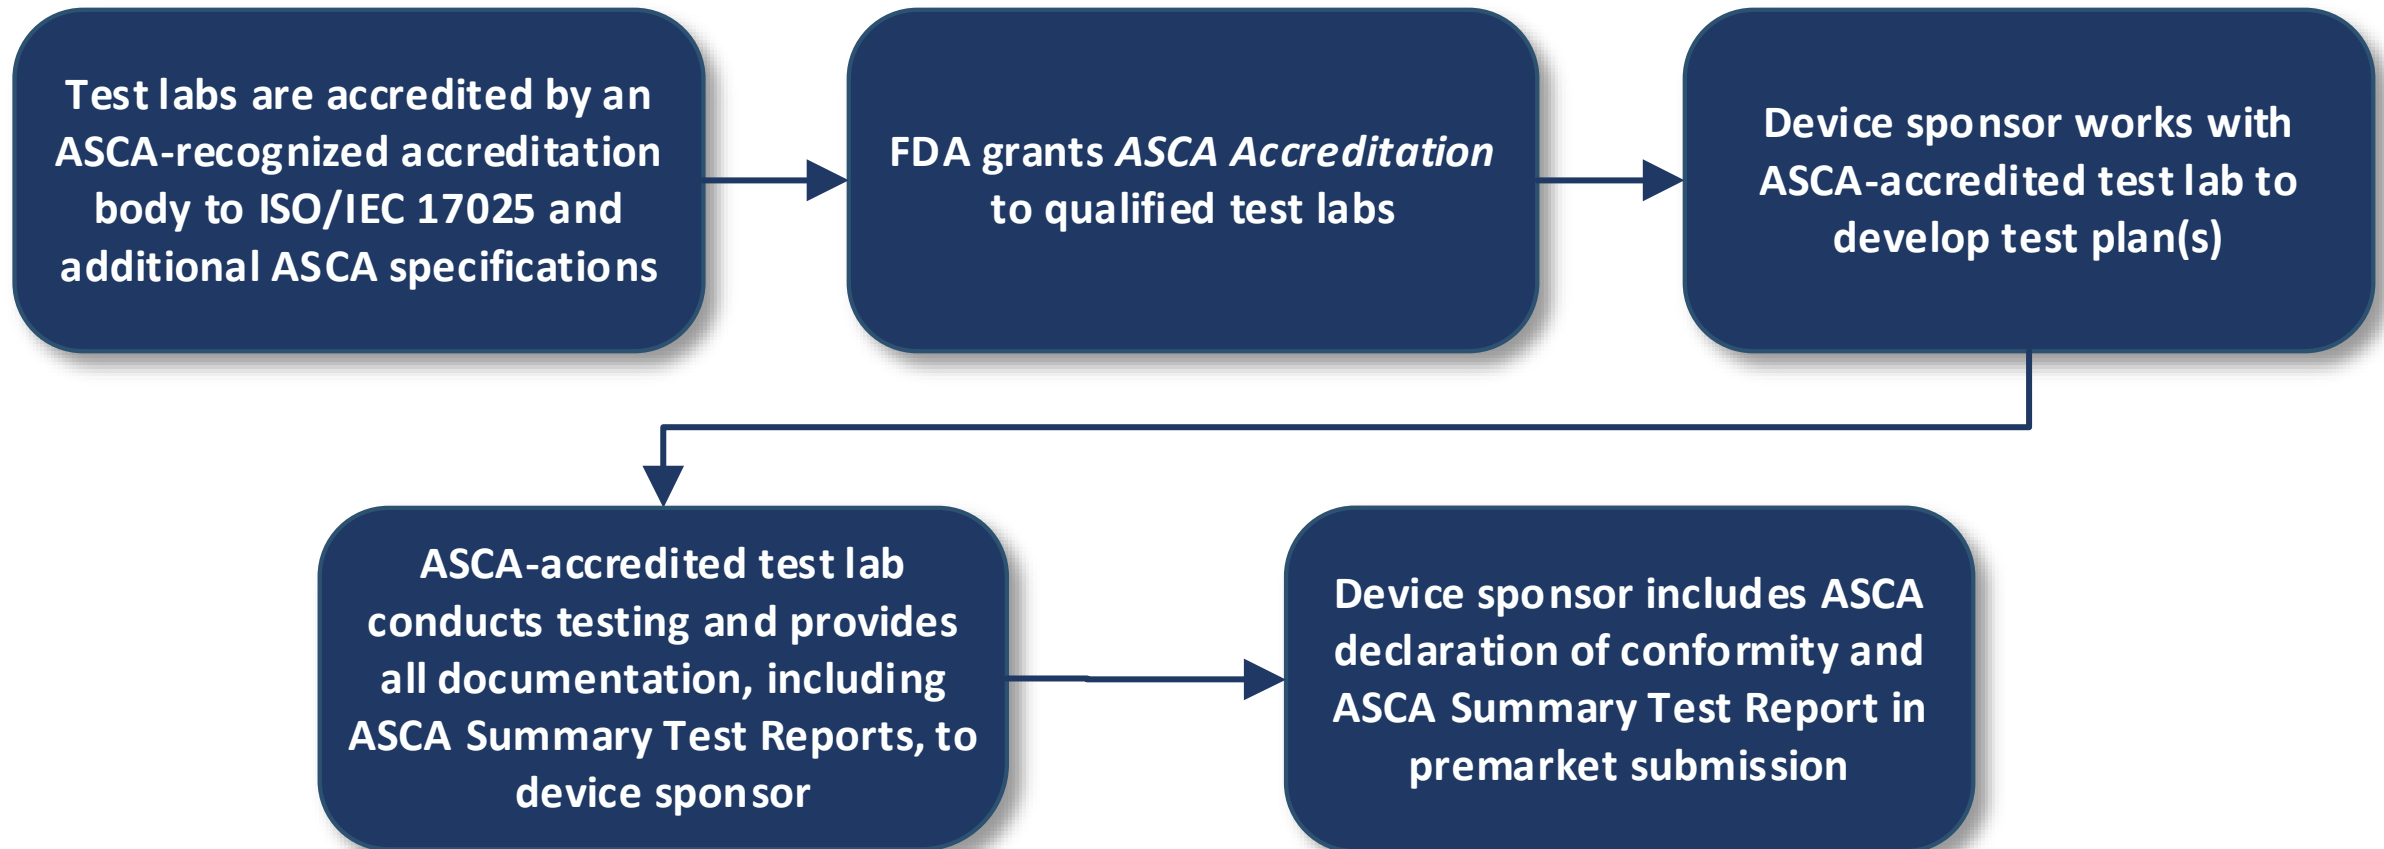 Test labs are accredited by an
ASCA-recognized accreditation
body to ISO/IEC 17025 and
additional ASCA specifications
FDA grants ASCA Accreditation
to qualified test labs
Device sponsor works with
ASCA-accredited test lab to
develop test plan(s)
ASCA-accredited test lab
conducts testing and provides
all documentation, including
ASCA Summary Test Reports, to
device sponsor
Device sponsor includes ASCA
declaration of conformity and
ASCA Summary Test Report in
premarket submission